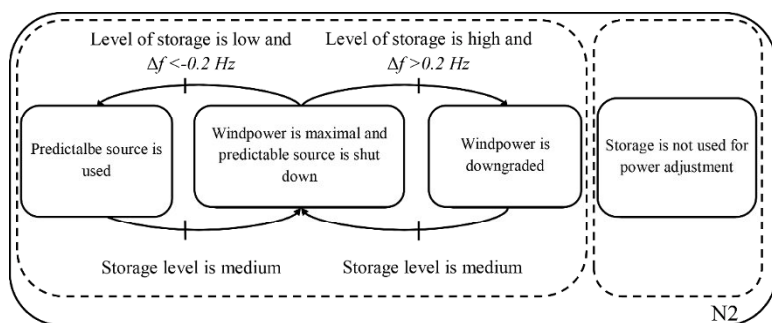 Level of storage is low and
Δf <-0.2 Hz
Level of storage is high and
Δf >0.2 Hz
Predictalbe source is
used
Windpower is maximal and
predictable source is shut
down
Windpower is
downgraded
Storage is not used for
power adjustment
Storage level is medium
Storage level is medium
N2